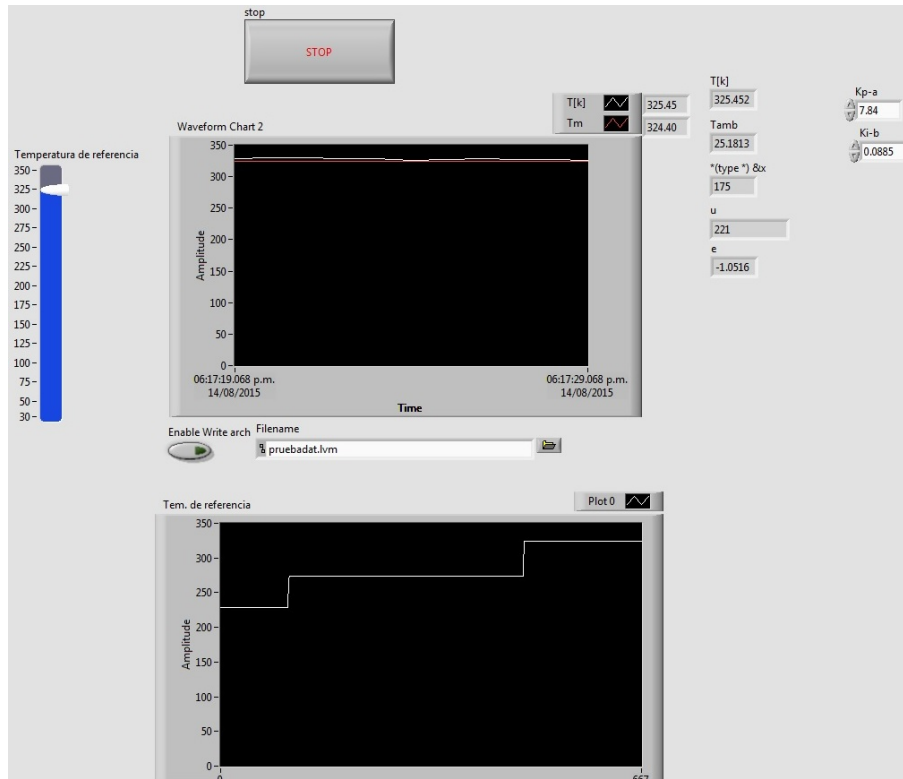 stop
STOP
T[k]
325.45
Tm
324.40
Waveform Chart 2
T[k]
325.452
Tamb
25.1813
*(type *) &x
175
u
221
e
-1.0516
Kp-a
7.84
Ki-b
0.0885
Temperatura de referencia
350
325
300
275
250
225
200
175
150
125
100
75
50
30
Amplitude
350
300
250
200
150
100
50
0
06:17:19.068 p.m.
14/08/2015
06:17:29.068 p.m.
14/08/2015
Time
Enable Write arch
Filename
pruebadat.lvm
Tem. de referencia
Plot 0
Amplitude
350
300
250
200
150
100
50
0
0
667